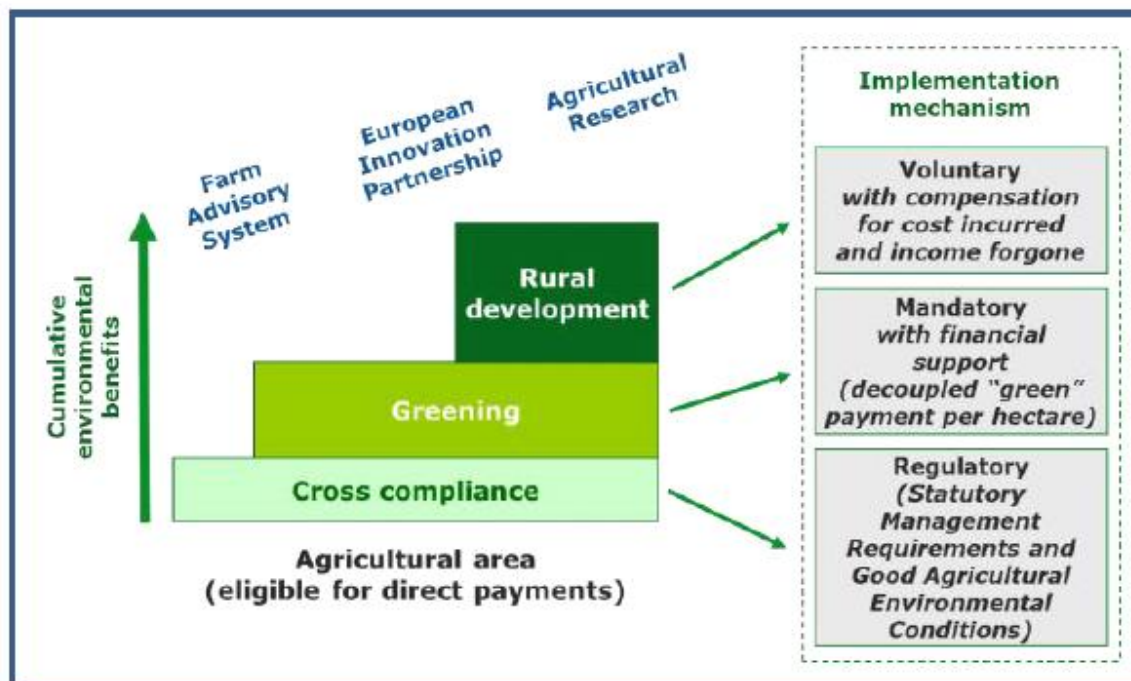 Farm
Advisory
System
European
Innovation
Partnership
Agricultural
Research
Cumulative
environmental
benefits
Rural
development
Greening
Cross compliance
Agricultural area
(eligible for direct payments)
Implementation
mechanism
Voluntary
with compensation
for cost incurred
and income forgone
Mandatory
with financial
support
(decoupled “green”
payment per hectare)
Regulatory
(Statutory
Management
Requirements and
Good Agricultural
Environmental
Conditions)